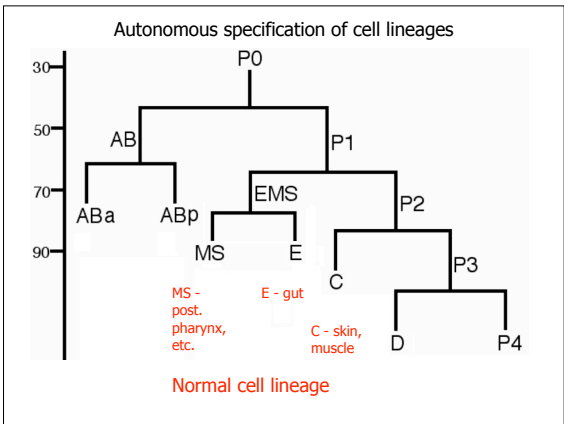 Autonomous specification of cell lineages
P0
30
50
AB
P1
70
EMS
P2
ABa
ABp
90
MS
E
C
P3
MS -
post.
pharynx,
etc.
E - gut
C - skin,
muscle
D
P4
Normal cell lineage